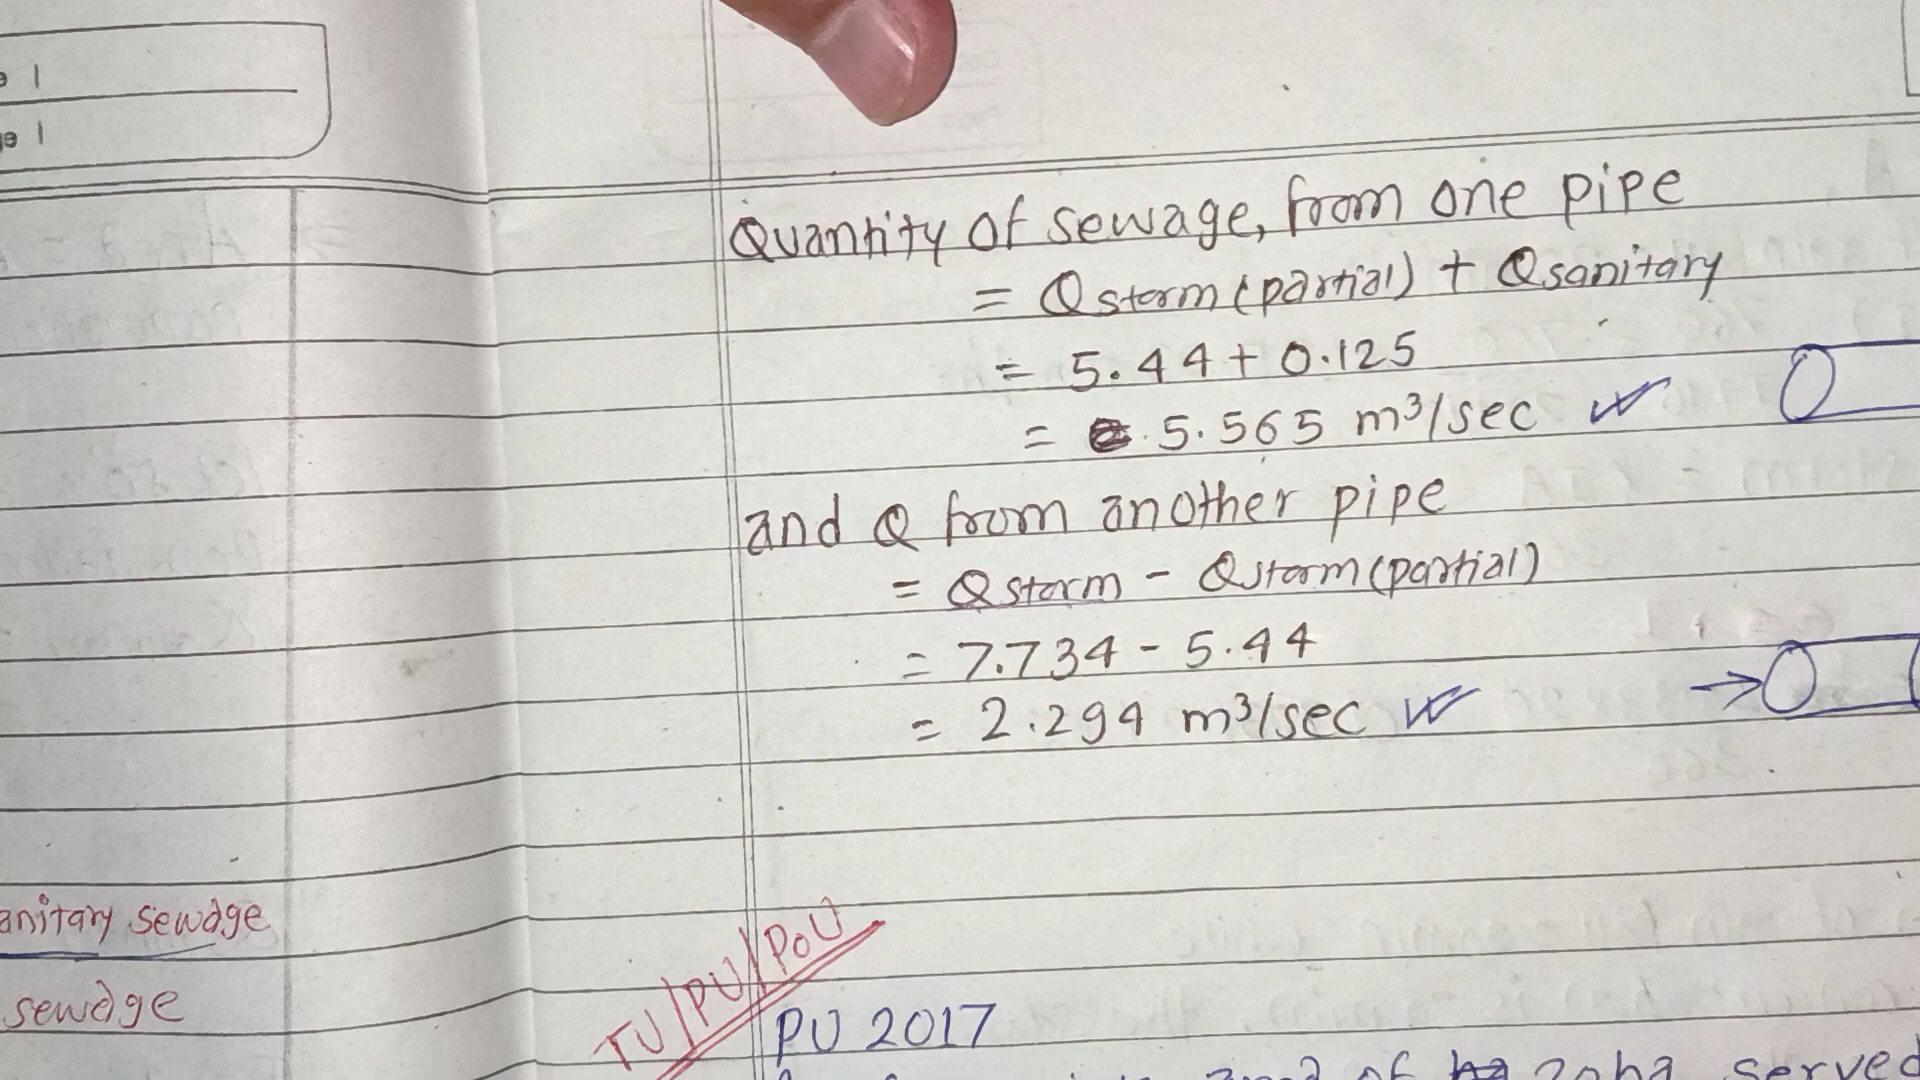 Quantity of sewage, from one pipe
= Qstorm (partial) + Qsanitary
= 5.44 + 0.125
= 5.565 m³/sec
and Q from another pipe
= Qstorm - Qstorm (partial)
= 7.734 - 5.44
= 2.294 m³/sec
anitary sewage
sewage
TU/PU/PoU
PU 2017
of 20ha served